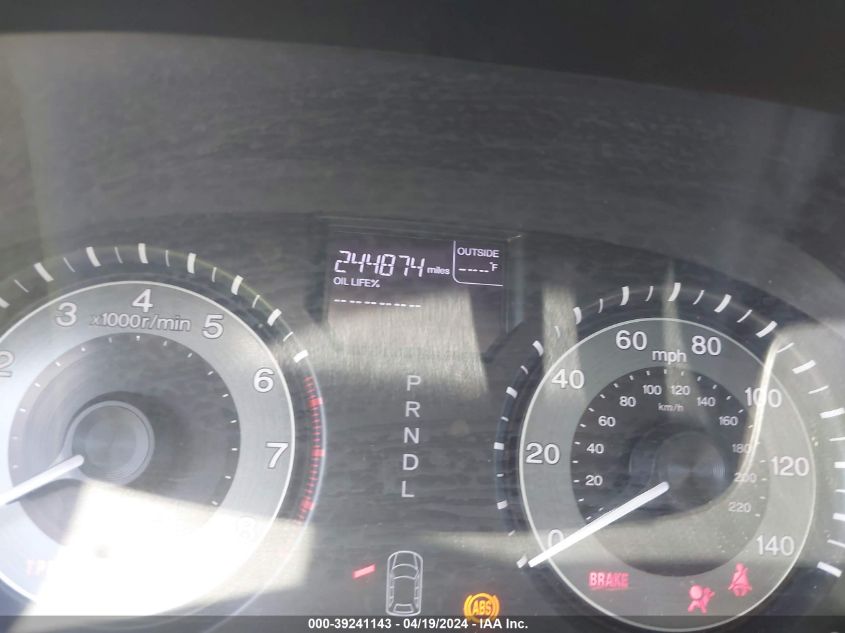 244874 miles
OUTSIDE
-----°F
OIL LIFE%
-----------
2
3
4
5
6
7
8
x1000r/min
P
R
N
D
L
0
20
40
60
80
100
120
140
mph
20
40
60
80
100
120
140
160
180
200
220
km/h
BRAKE
ABS
000-39241143 - 04/19/2024 - IAA Inc.